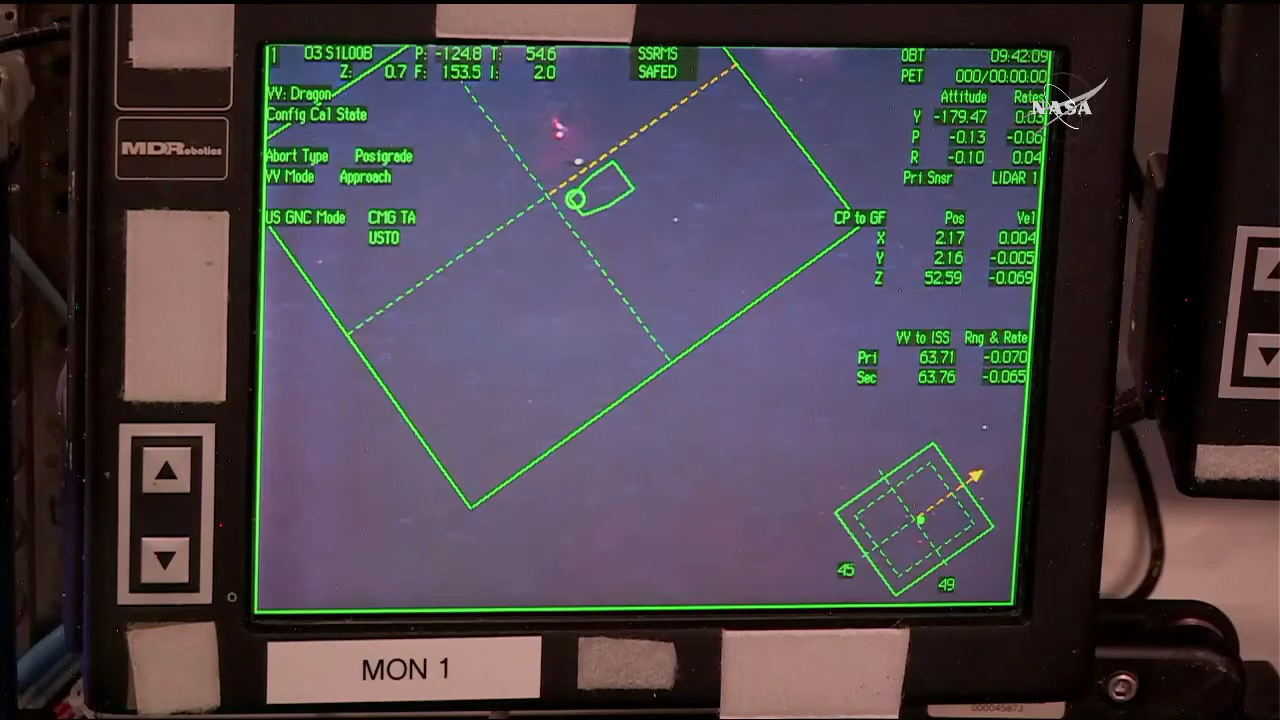 1 03 S1LOOB P: -124.8 T: 54.6 SSRMS OBT 09:42:09
Z: 0.7 F: 153.5 I: 2.0 SAFED PET 000/00:00:00
VV: Dragon Attitude Rates
NASA
Config Cal State Y -179.47 0.03
P -0.13 -0.06
MDRobotics
Abort Type Posigrade R -0.10 0.04
VV Mode Approach Pri Snsr LIDAR 1
US GNC Mode CMG TA CP to GF Pos Vel
USTO X 2.17 0.004
Y 2.16 -0.005
Z 52.59 -0.069
VV to ISS Rng & Rate
Pri 63.71 -0.070
Sec 63.76 -0.065
45
49
MON 1